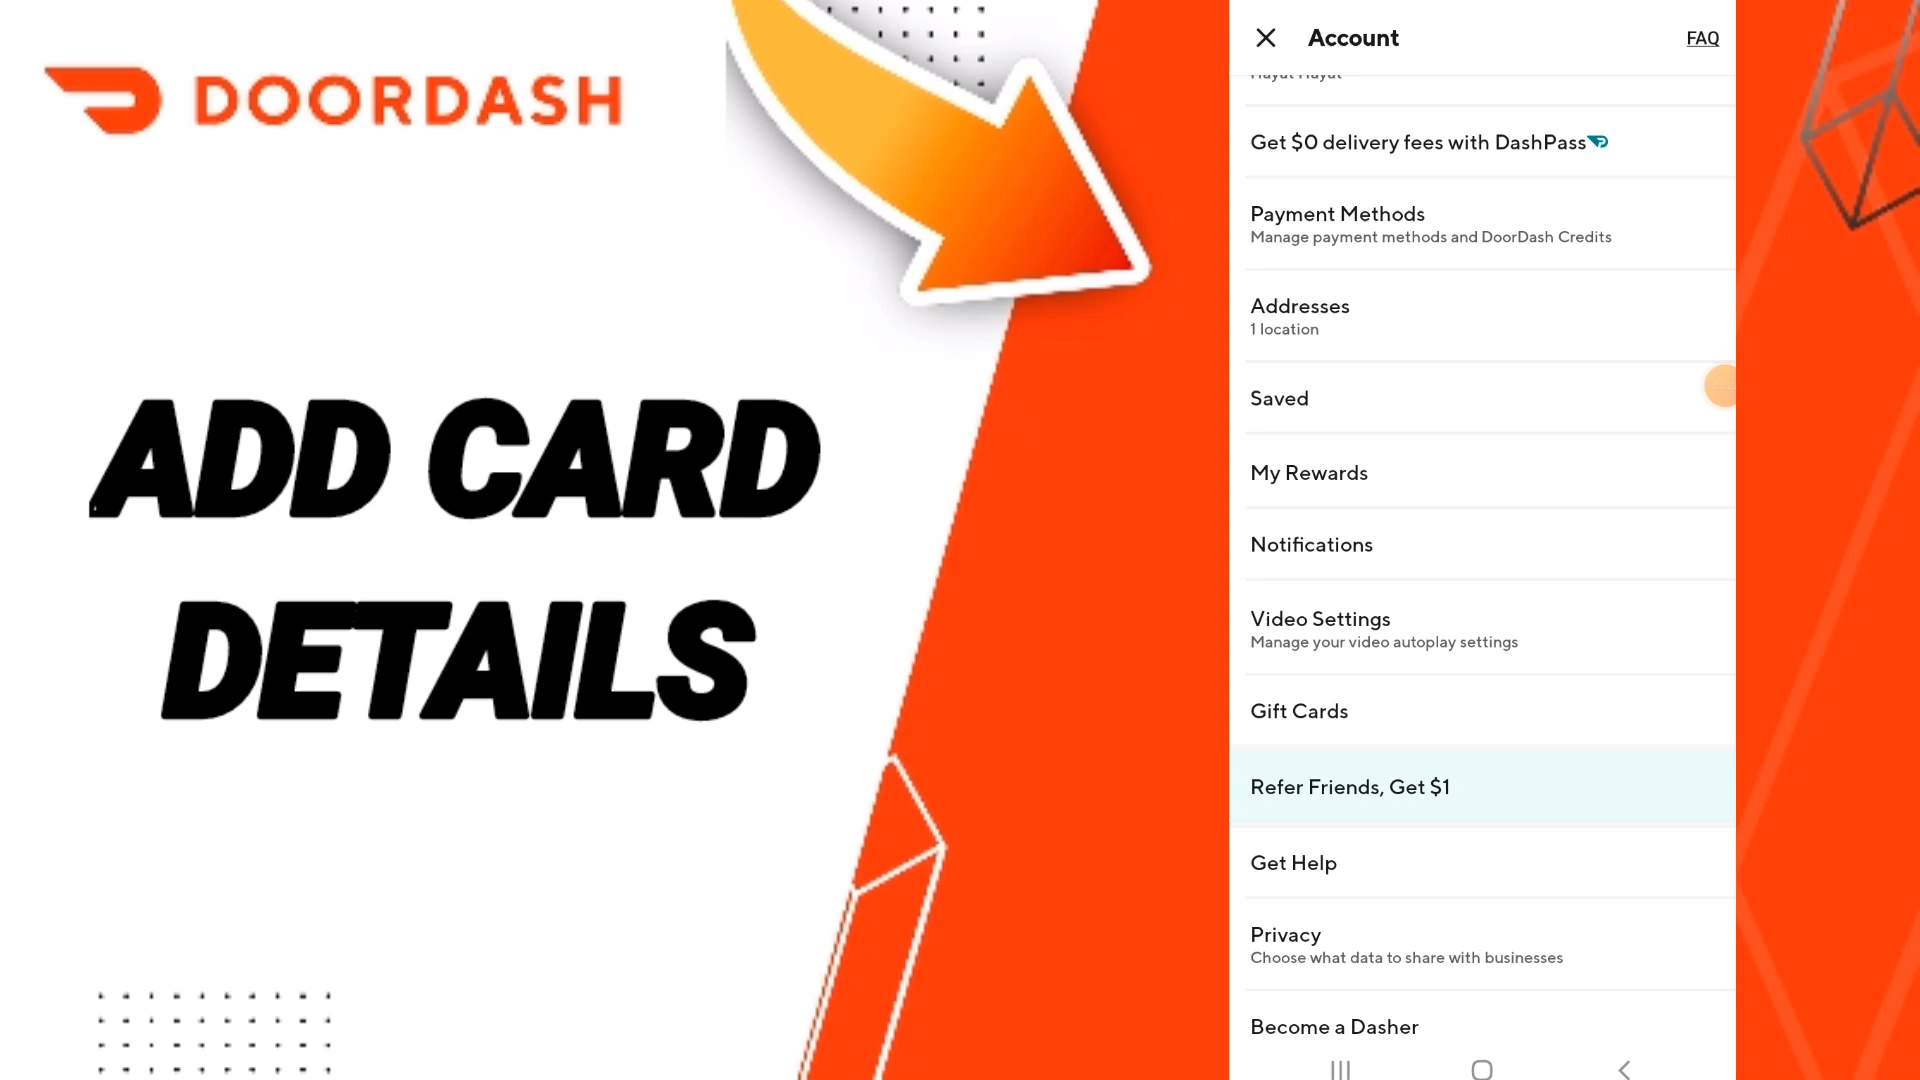 DOORDASH
ADD CARD
DETAILS
Account
FAQ
Hayat Hayat
Get $0 delivery fees with DashPass
Payment Methods
Manage payment methods and DoorDash Credits
Addresses
1 location
Saved
My Rewards
Notifications
Video Settings
Manage your video autoplay settings
Gift Cards
Refer Friends, Get $1
Get Help
Privacy
Choose what data to share with businesses
Become a Dasher